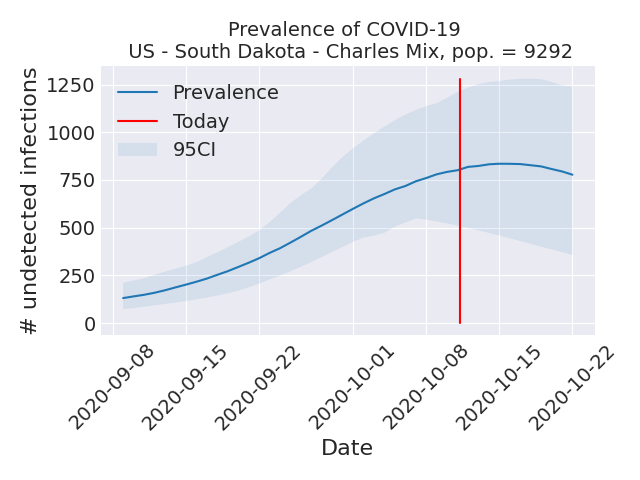 Prevalence of COVID-19
US - South Dakota - Charles Mix, pop. = 9292
# undetected infections
1250
1000
750
500
250
0
Prevalence
Today
95CI
2020-09-08
2020-09-15
2020-09-22
2020-10-01
2020-10-08
2020-10-15
2020-10-22
Date